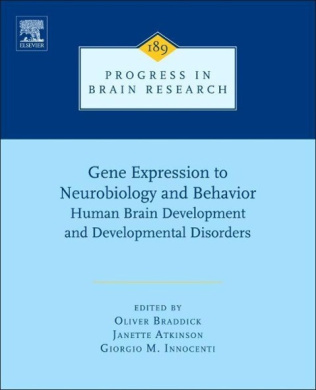 ELSEVIER
189
PROGRESS IN
BRAIN RESEARCH
Gene Expression to
Neurobiology and Behavior
Human Brain Development
and Developmental Disorders
EDITED BY
OLIVER BRADDICK
JANETTE ATKINSON
GIORGIO M. INNOCENTI